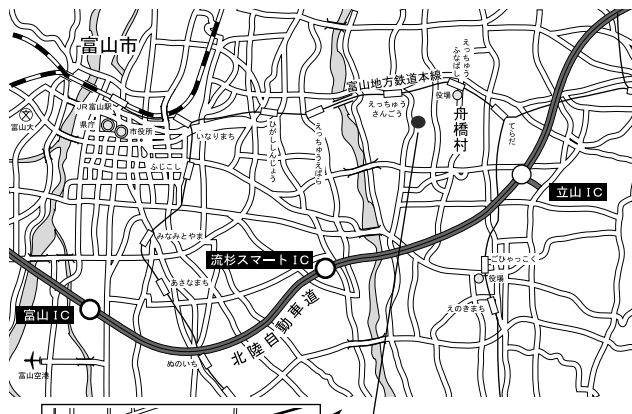 富山市
えっちゅう
ふなばし
富山地方鉄道本線
役場
JR富山駅
県庁
市役所
富山大
いなりまち
ひがししんじょう
えっちゅうえばら
えっちゅう
さんごう
舟橋村
てらだ
ふじこし
立山IC
みなみとやま
流杉スマートIC
ごひゃっこく
役場
あさなまち
えのきまち
富山IC
北陸自動車道
ぬのいち
富山空港